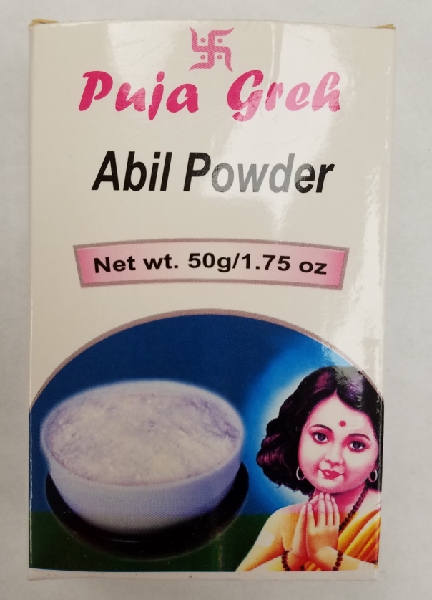 Puja Greh
Abil Powder
Net wt. 50g/1.75 oz